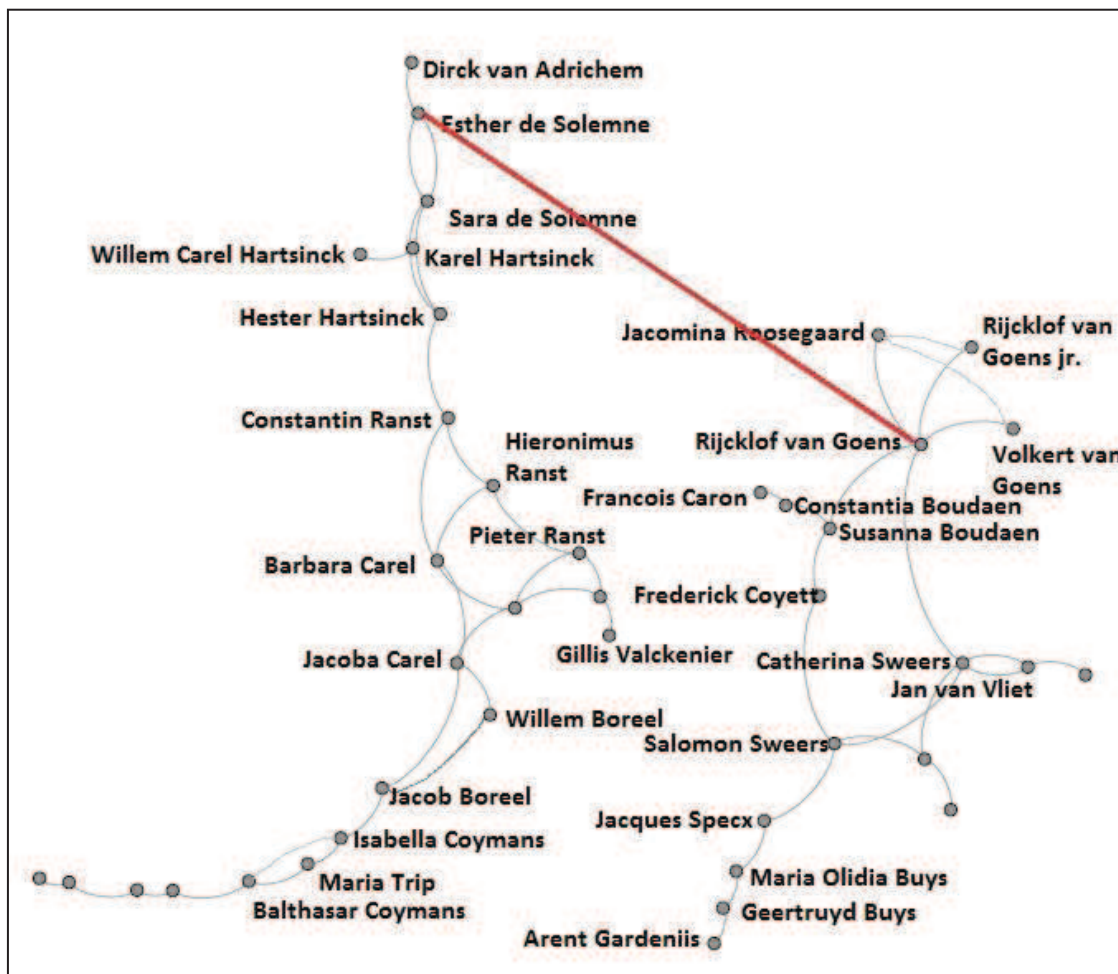 Dirck van Adrichem
Esther de Solemne
Sara de Solemne
Willem Carel Hartsinck
Karel Hartsinck
Hester Hartsinck
Jacomina Roosegaard
Rijcklof van
Goens jr.
Constantin Ranst
Hieronimus
Ranst
Rijcklof van Goens
Volkert van
Goens
Francois Caron
Constantia Boudaen
Susanna Boudaen
Pieter Ranst
Barbara Carel
Frederick Coyett
Gillis Valckenier
Jacoba Carel
Catherina Sweers
Jan van Vliet
Willem Boreel
Salomon Sweers
Jacob Boreel
Jacques Specx
Isabella Coymans
Maria Trip
Balthasar Coymans
Maria Olidia Buys
Geertruyd Buys
Arent Gardeniis